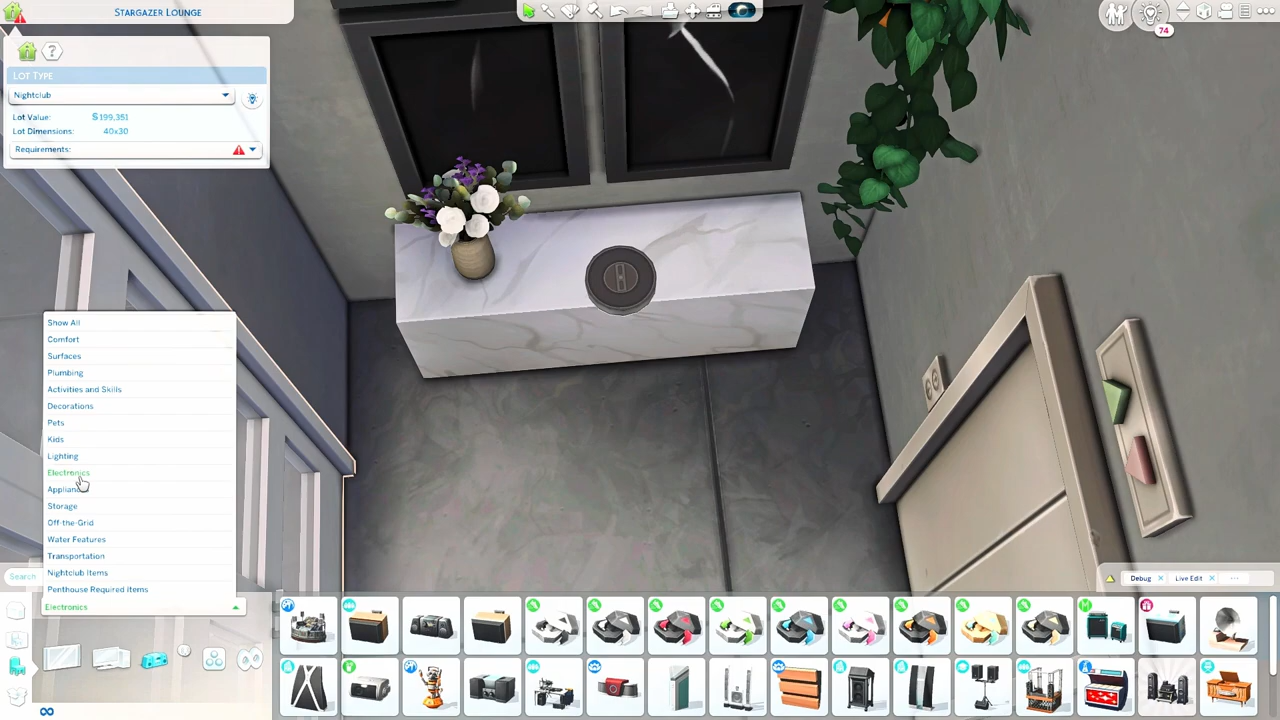 STARGAZER LOUNGE
74
LOT TYPE
Nightclub
Lot Value: §199,351
Lot Dimensions: 40x30
Requirements:
Show All
Comfort
Surfaces
Plumbing
Activities and Skills
Decorations
Pets
Kids
Lighting
Electronics
Storage
Off-the-Grid
Water Features
Transportation
Nightclub Items
Penthouse Required Items
Search
Electronics
Debug
Live Edit